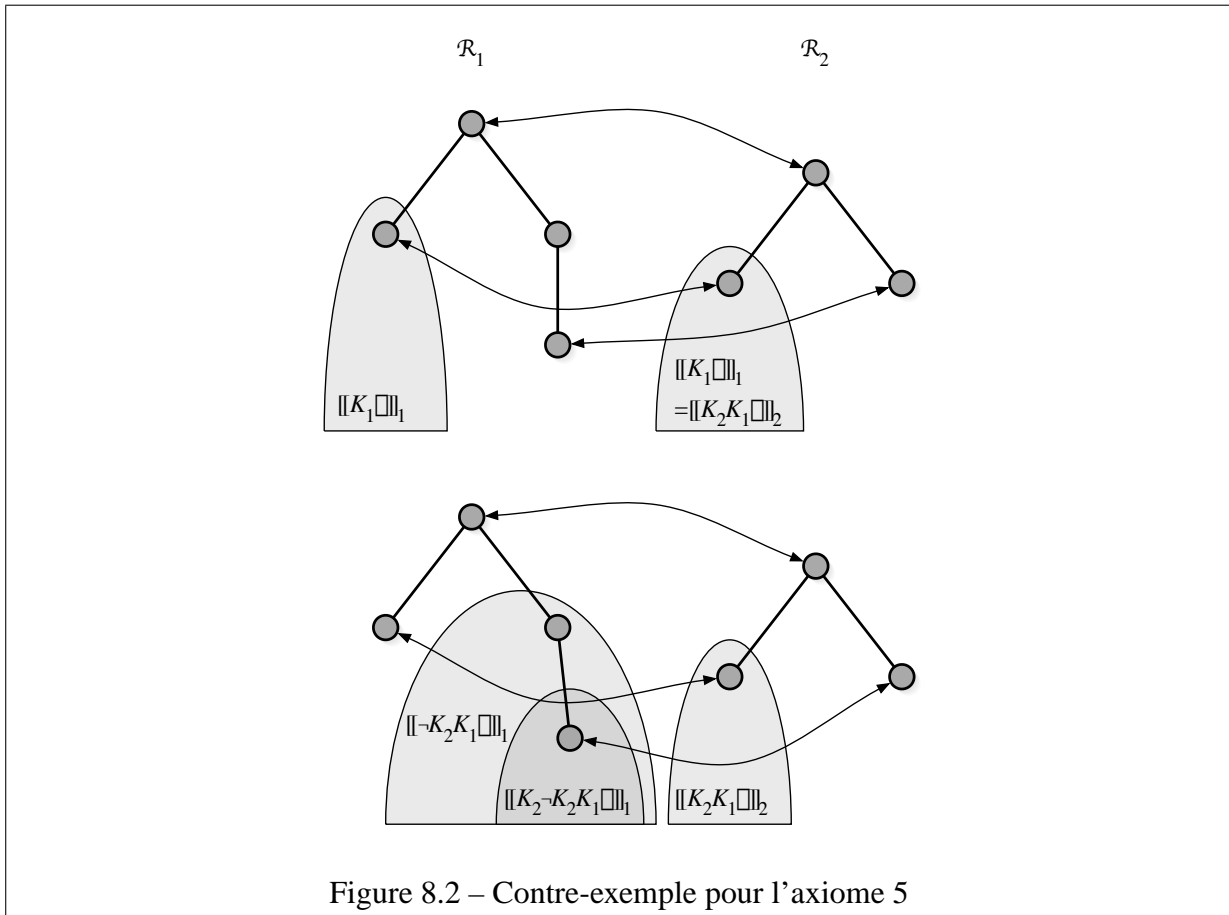 ℛ1 ℛ2
[[K1□]]1
[[K1□]]1
=[[K2K1□]]2
[[¬K2K1□]]1
[[K2¬K2K1□]]1
[[K2K1□]]2
Figure 8.2 – Contre-exemple pour l’axiome 5